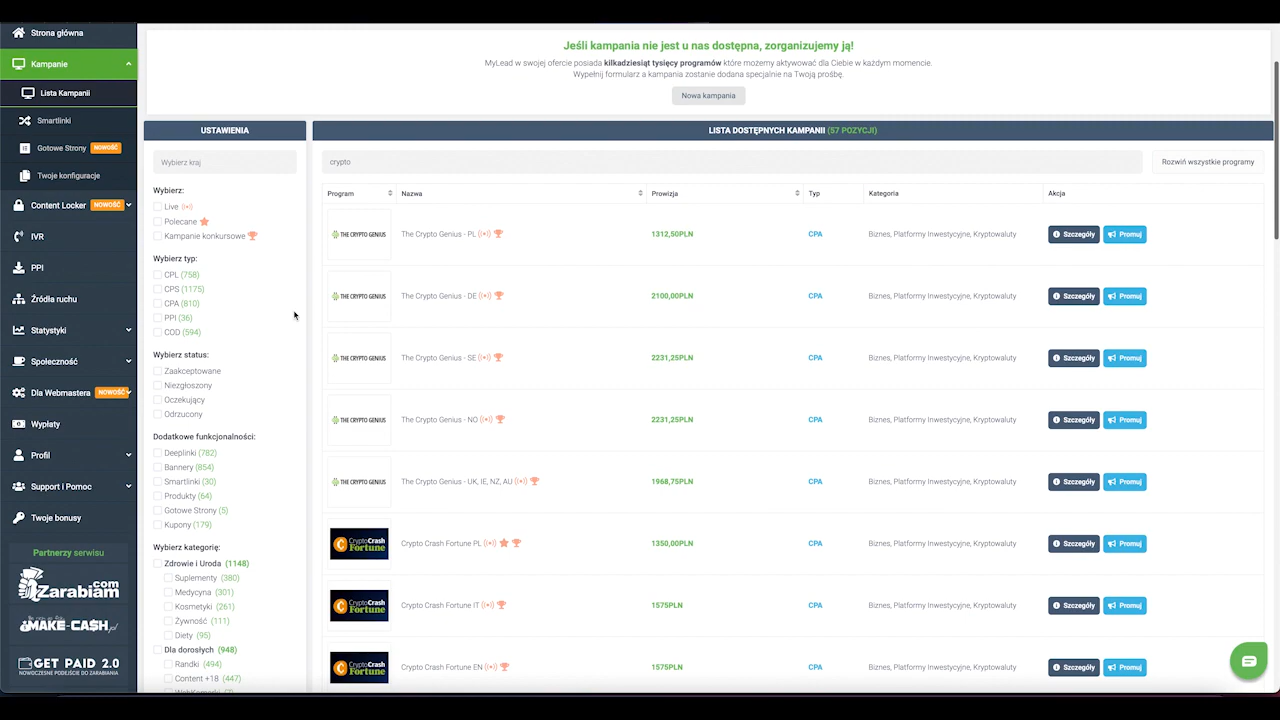 Strona główna
Kampanie
Lista Kampanii
Smartlinki
Gotowe Strony NOWOŚĆ
Twoje konfiguracje
Content Locker NOWOŚĆ
IVR
PPI
Źródła ruchu
Statystyki
Społeczność
Dla Webmastera NOWOŚĆ
Wypłaty
Profil
Support i Pomoc
Twoje bonusy
Partnerzy serwisu
Zarabiam.com
MAKE-CASH.pl
GET PAID 2.0
NOWOCZESNE PODEJŚCIE DO ZARABIANIA
Jeśli kampania nie jest u nas dostępna, zorganizujemy ją!
MyLead w swojej ofercie posiada kilkadziesiąt tysięcy programów które możemy aktywować dla Ciebie w każdym momencie.
Wypełnij formularz a kampania zostanie dodana specjalnie na Twoją prośbę.
Nowa kampania
USTAWIENIA
Wybierz kraj
Wybierz:
Live
Polecane
Kampanie konkursowe
Wybierz typ:
CPL (758)
CPS (1175)
CPA (810)
PPI (36)
COD (594)
Wybierz status:
Zaakceptowane
Niezgłoszony
Oczekujący
Odrzucony
Dodatkowe funkcjonalności:
Deeplinki (782)
Bannery (854)
Smartlinki (30)
Produkty (64)
Gotowe Strony (5)
Kupony (179)
Wybierz kategorię:
Zdrowie i Uroda (1148)
Suplementy (380)
Medycyna (301)
Kosmetyki (261)
Żywność (111)
Diety (95)
Dla dorosłych (948)
Randki (494)
Content +18 (447)
LISTA DOSTĘPNYCH KAMPANII (57 POZYCJI)
crypto
Rozwiń wszystkie programy
Program Nazwa Prowizja Typ Kategoria Akcja
THE CRYPTO GENIUS The Crypto Genius - PL 1312,50PLN CPA Biznes, Platformy Inwestycyjne, Kryptowaluty Szczegóły Promuj
THE CRYPTO GENIUS The Crypto Genius - DE 2100,00PLN CPA Biznes, Platformy Inwestycyjne, Kryptowaluty Szczegóły Promuj
THE CRYPTO GENIUS The Crypto Genius - SE 2231,25PLN CPA Biznes, Platformy Inwestycyjne, Kryptowaluty Szczegóły Promuj
THE CRYPTO GENIUS The Crypto Genius - NO 2231,25PLN CPA Biznes, Platformy Inwestycyjne, Kryptowaluty Szczegóły Promuj
THE CRYPTO GENIUS The Crypto Genius - UK, IE, NZ, AU 1968,75PLN CPA Biznes, Platformy Inwestycyjne, Kryptowaluty Szczegóły Promuj
CryptoCrash Fortune Crypto Crash Fortune PL 1350,00PLN CPA Biznes, Platformy Inwestycyjne, Kryptowaluty Szczegóły Promuj
CryptoCrash Fortune Crypto Crash Fortune IT 1575PLN CPA Biznes, Platformy Inwestycyjne, Kryptowaluty Szczegóły Promuj
CryptoCrash Fortune Crypto Crash Fortune EN 1575PLN CPA Biznes, Platformy Inwestycyjne, Kryptowaluty Szczegóły Promuj